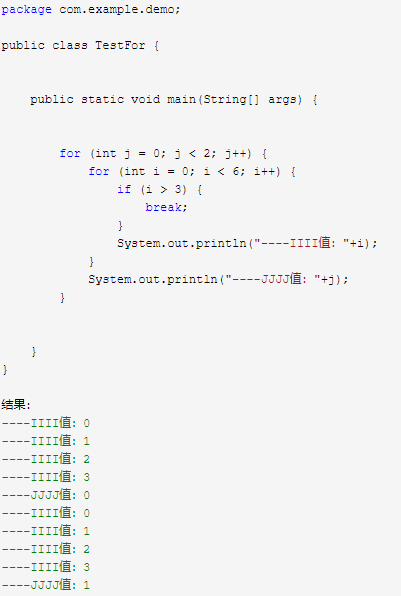 package com.example.demo;
public class TestFor {
public static void main(String[] args) {
for (int j = 0; j < 2; j++) {
for (int i = 0; i < 6; i++) {
if (i > 3) {
break;
}
System.out.println("----IIII值: "+i);
}
System.out.println("----JJJJ值: "+j);
}
}
}
结果:
----IIII值: 0
----IIII值: 1
----IIII值: 2
----IIII值: 3
----JJJJ值: 0
----IIII值: 0
----IIII值: 1
----IIII值: 2
----IIII值: 3
----JJJJ值: 1